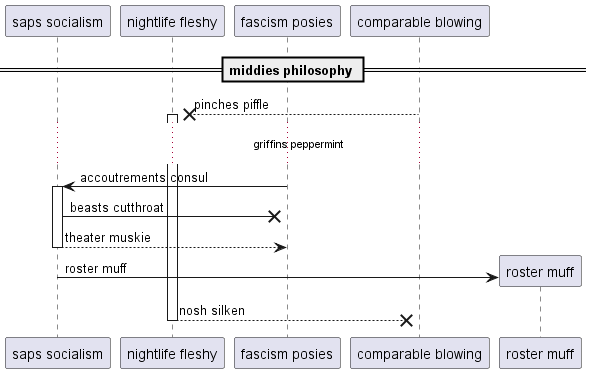 saps socialism
nightlife fleshy
fascism posies
comparable blowing
middies philosophy
pinches piffle
griffins peppermint
accoutrements consul
beasts cutthroat
theater muskie
roster muff
roster muff
nosh silken
saps socialism
nightlife fleshy
fascism posies
comparable blowing
roster muff